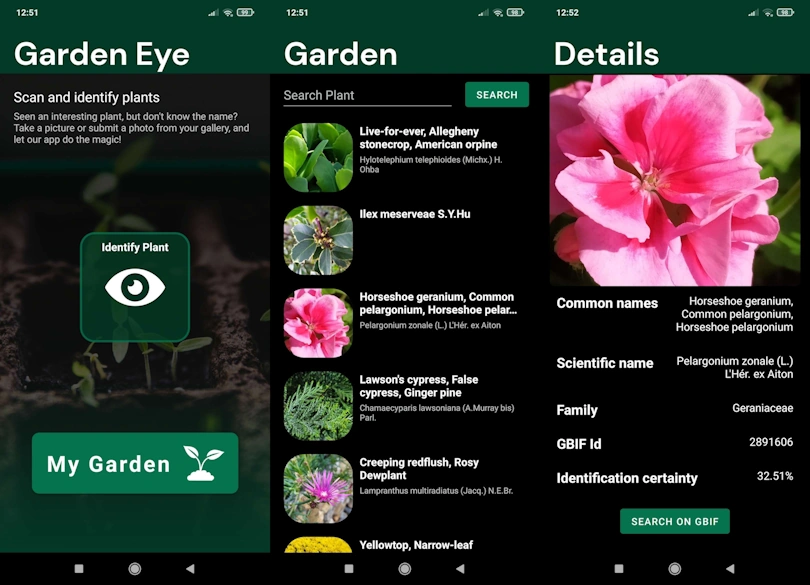 12:51
99
Garden Eye
Scan and identify plants
Seen an interesting plant, but don't know the name?
Take a picture or submit a photo from your gallery, and
let our app do the magic!
Identify Plant
My Garden
12:51
98
Garden
Search Plant
SEARCH
Live-for-ever, Allegheny
stonecrop, American orpine
Hylotelephium telephioides (Michx.) H.
Ohba
Ilex meserveae S.Y.Hu
Horseshoe geranium, Common
pelargonium, Horseshoe pelar...
Pelargonium zonale (L.) L'Hér. ex Aiton
Lawson's cypress, False
cypress, Ginger pine
Chamaecyparis lawsoniana (A.Murray bis)
Parl.
Creeping redflush, Rosy
Dewplant
Lampranthus multiradiatus (Jacq.) N.E.Br.
Yellowtop, Narrow-leaf
12:52
98
Details
Common names
Horseshoe geranium,
Common pelargonium,
Horseshoe pelargonium
Scientific name
Pelargonium zonale (L.)
L'Hér. ex Aiton
Family
Geraniaceae
GBIF Id
2891606
Identification certainty
32.51%
SEARCH ON GBIF